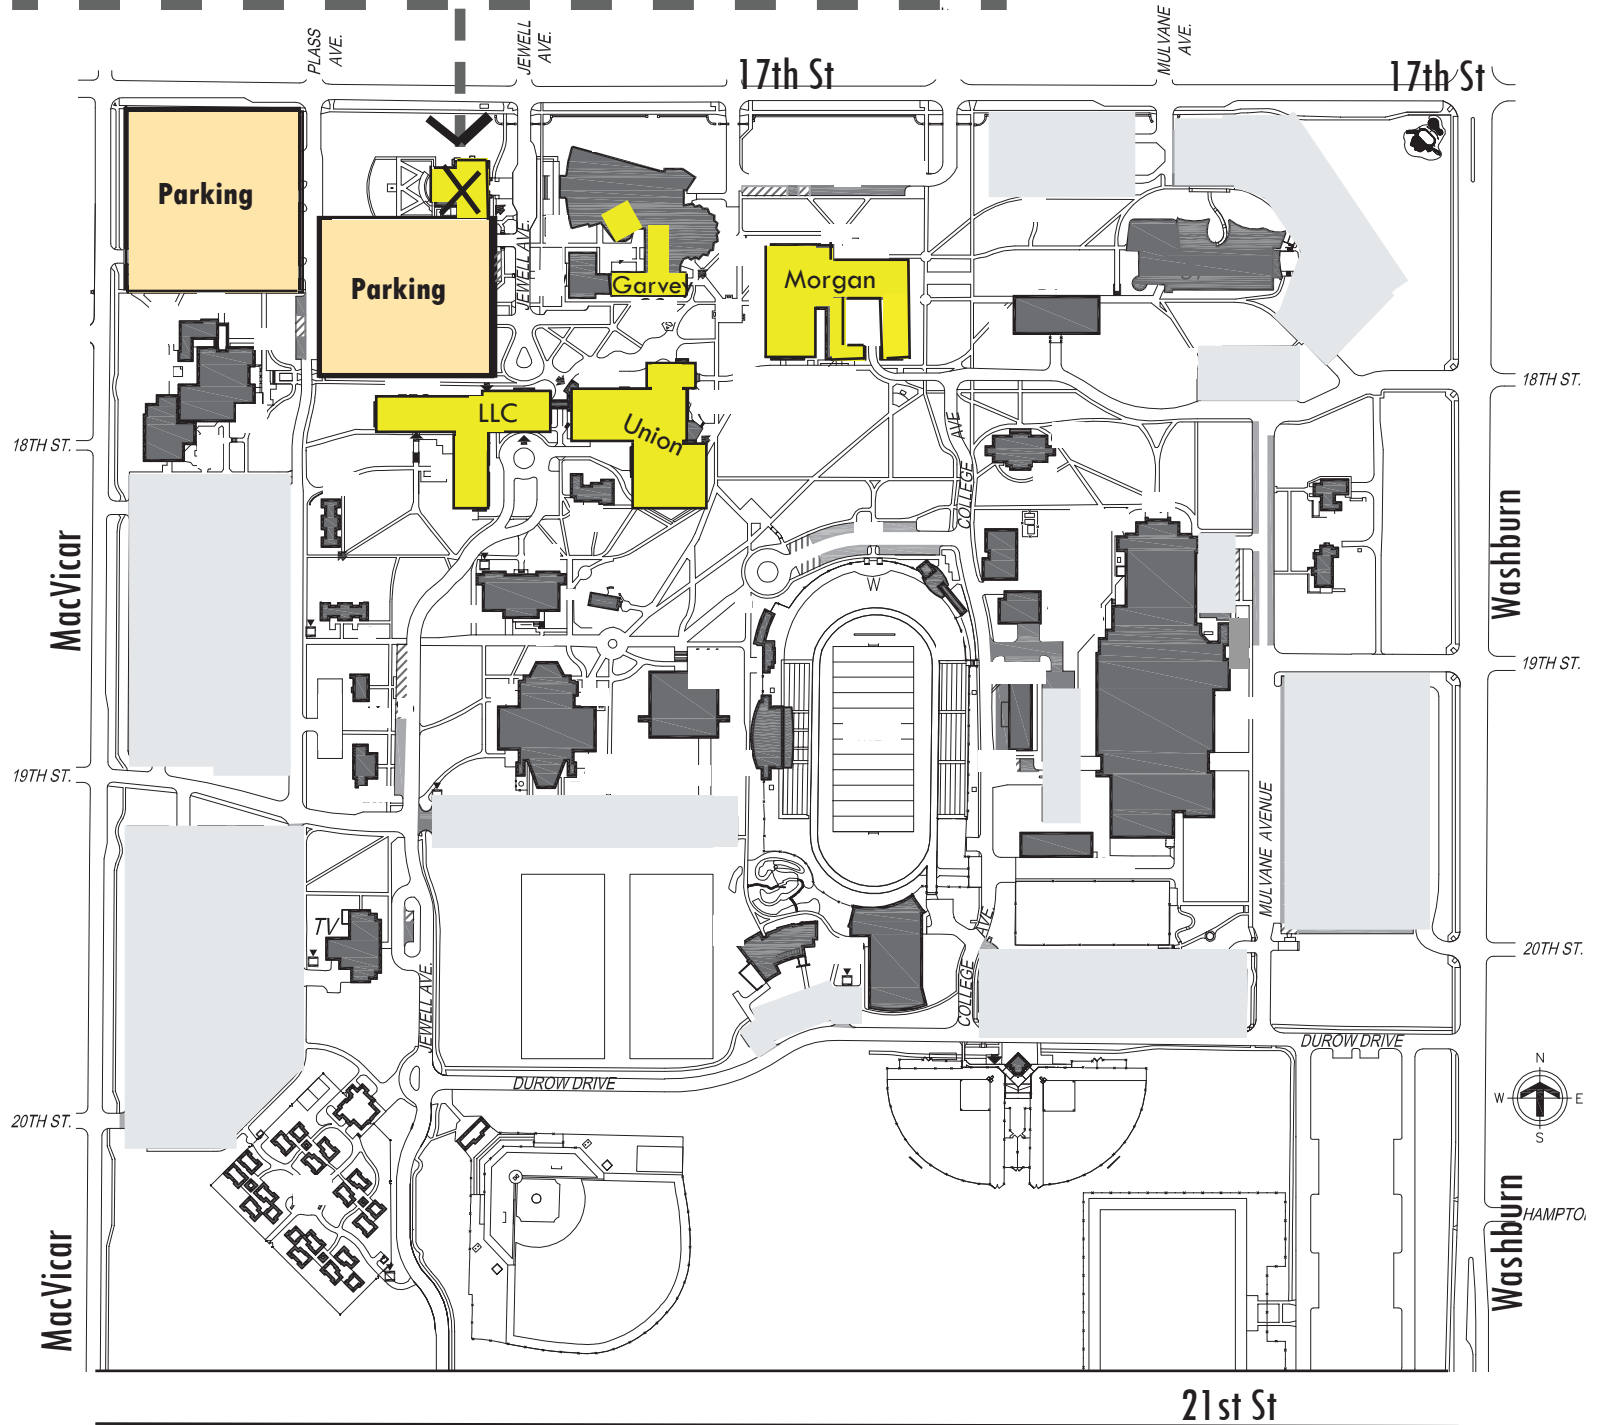 PLASS
AVE.
JEWELL
AVE.
MULVANE
AVE.
17th St
17th St
Parking
Parking
JEWELL AVE
Garvey
Morgan
LLC
Union
18TH ST.
18TH ST.
COLLEGE AVE
MacVicar
Washburn
W
19TH ST.
19TH ST.
MULVANE AVENUE
TV
JEWELL AVE.
COLLEGE AVE
20TH ST.
DUROW DRIVE
DUROW DRIVE
20TH ST.
N
W E
S
MacVicar
Washburn
HAMPTO
21st St